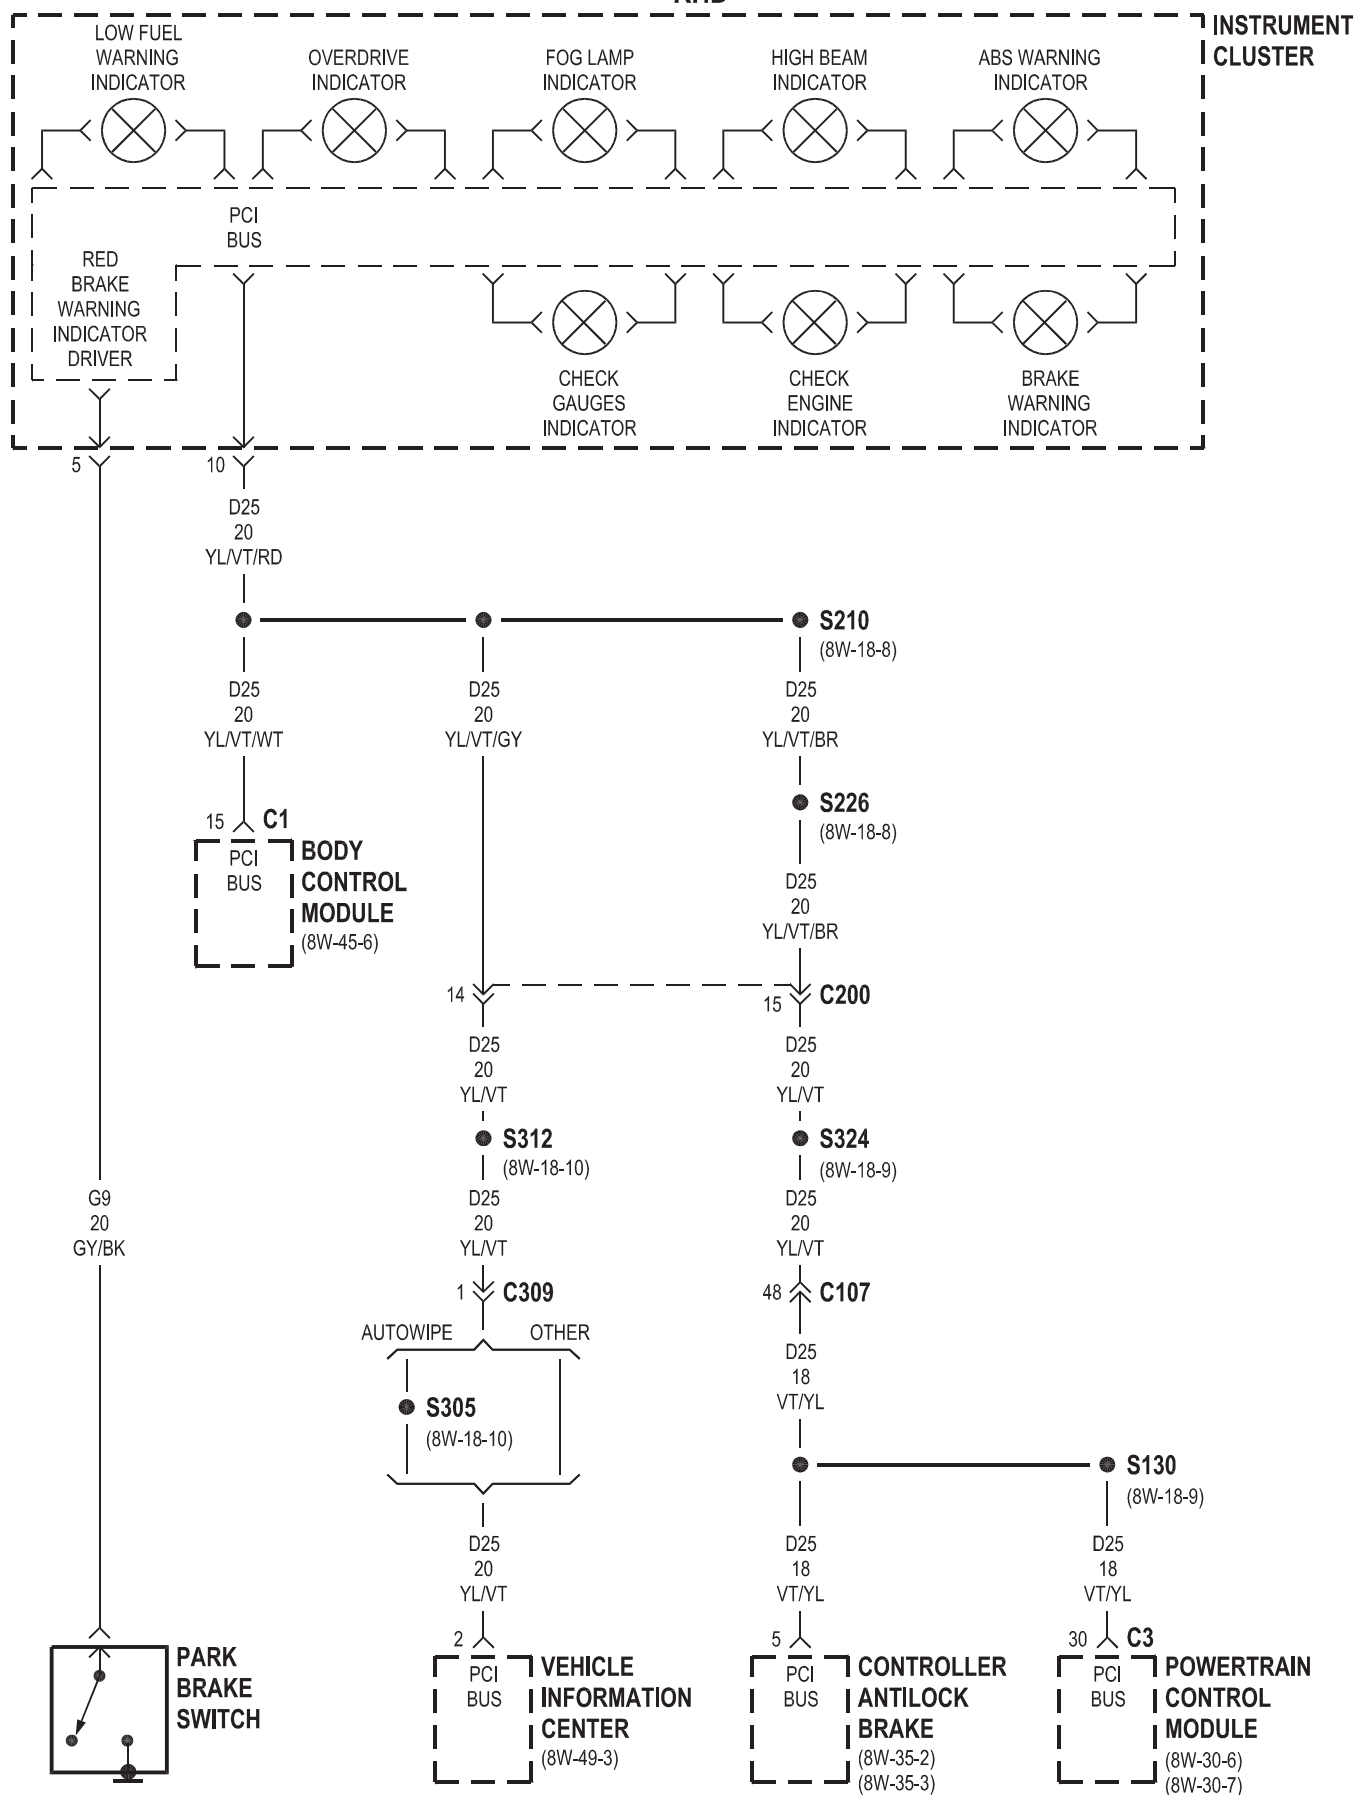 RHD
INSTRUMENT
CLUSTER
LOW FUEL
WARNING
INDICATOR
OVERDRIVE
INDICATOR
FOG LAMP
INDICATOR
HIGH BEAM
INDICATOR
ABS WARNING
INDICATOR
PCI
BUS
RED
BRAKE
WARNING
INDICATOR
DRIVER
CHECK
GAUGES
INDICATOR
CHECK
ENGINE
INDICATOR
BRAKE
WARNING
INDICATOR
5
10
D25
20
YL/VT/RD
S210
(8W-18-8)
D25
20
YL/VT/WT
D25
20
YL/VT/GY
D25
20
YL/VT/BR
S226
(8W-18-8)
15
C1
PCI
BUS
BODY
CONTROL
MODULE
(8W-45-6)
D25
20
YL/VT/BR
14
15
C200
D25
20
YL/VT
D25
20
YL/VT
S312
(8W-18-10)
S324
(8W-18-9)
G9
20
GY/BK
D25
20
YL/VT
D25
20
YL/VT
1
C309
48
C107
AUTOWIPE
OTHER
S305
(8W-18-10)
D25
18
VT/YL
S130
(8W-18-9)
D25
20
YL/VT
D25
18
VT/YL
D25
18
VT/YL
2
5
30
C3
PARK
BRAKE
SWITCH
PCI
BUS
VEHICLE
INFORMATION
CENTER
(8W-49-3)
PCI
BUS
CONTROLLER
ANTILOCK
BRAKE
(8W-35-2)
(8W-35-3)
PCI
BUS
POWERTRAIN
CONTROL
MODULE
(8W-30-6)
(8W-30-7)